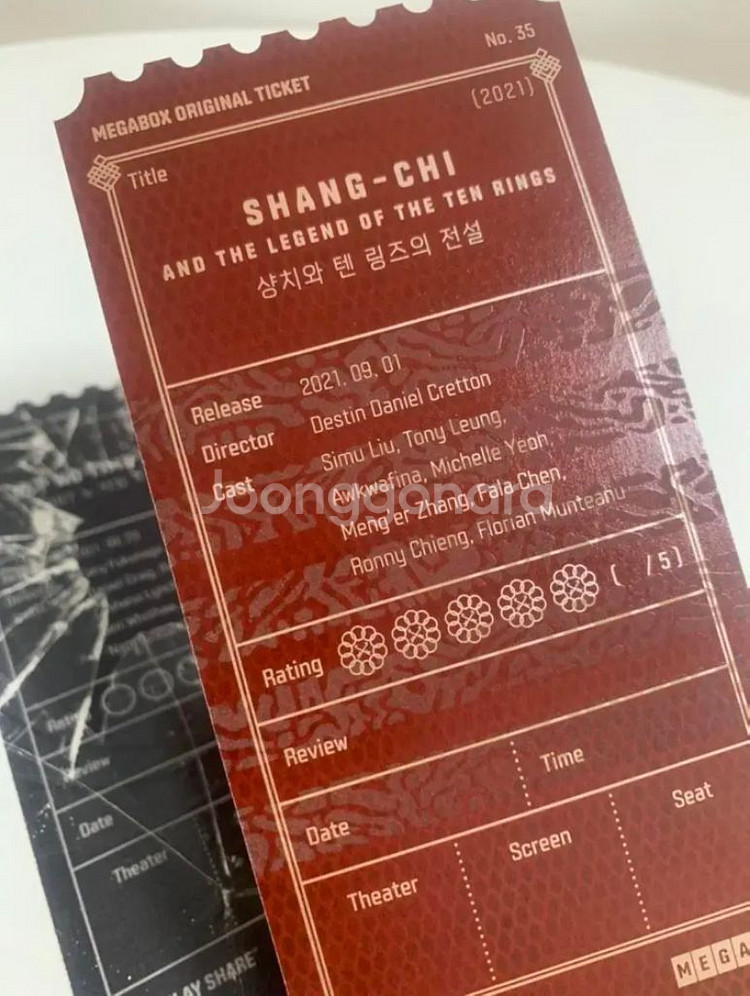 MEGABOX ORIGINAL TICKET
No. 35
(2021)
Title
SHANG-CHI
AND THE LEGEND OF THE TEN RINGS
샹치와 텐 링즈의 전설
Release 2021. 09. 01
Director Destin Daniel Cretton
Cast Simu Liu, Tony Leung,
Awkwafina, Michelle Yeoh,
Meng'er Zhang, Fala Chen,
Ronny Chieng, Florian Munteanu
Joonggonara
Rating ( /5)
Review
Date Time
Theater Screen Seat
MEGA
Review
Date
Theater
LAY SHARE